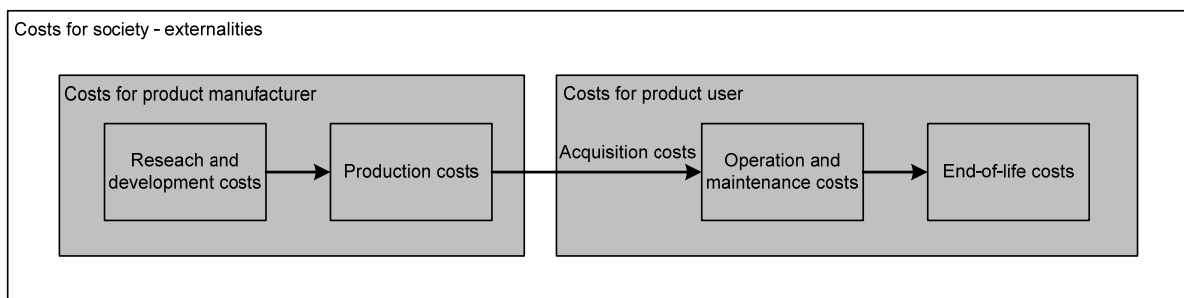 Costs for society - externalities
Costs for product manufacturer
Reseach and
development costs
Production costs
Costs for product user
Acquisition costs
Operation and
maintenance costs
End-of-life costs